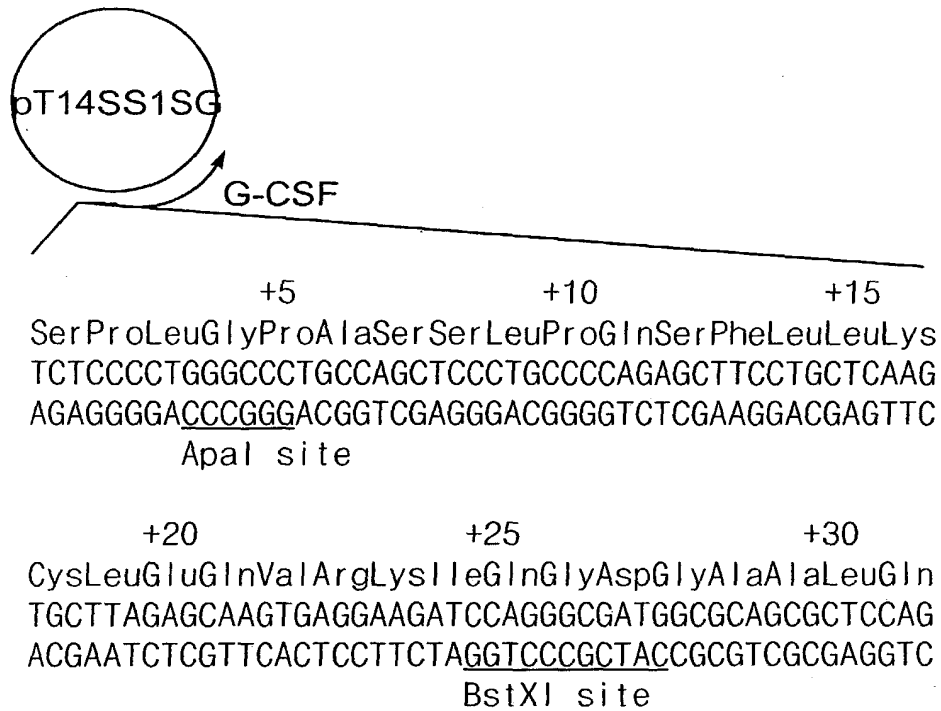 pT14SS1SG
G-CSF
+5 +10 +15
SerProLeuGlyProAlaSerSerLeuProGlnSerPheLeuLeuLys
TCTCCCCTGGGCCCTGCCAGCTCCCTGCCCCAGAGCTTCCTGCTCAAG
AGAGGGGACCCGGGACGGTCGAGGGACGGGGTCTCGAAGGACGAGTTC
ApaI site
+20 +25 +30
CysLeuGluGlnValArgLysIleGlnGlyAspGlyAlaAlaLeuGln
TGCTTAGAGCAAGTGAGGAAGATCCAGGGCGATGGCGCAGCGCTCCAG
ACGAATCTCGTTCACTCCTTCTAGGTCCCGCTACCGCGTCGCGAGGTC
BstXI site